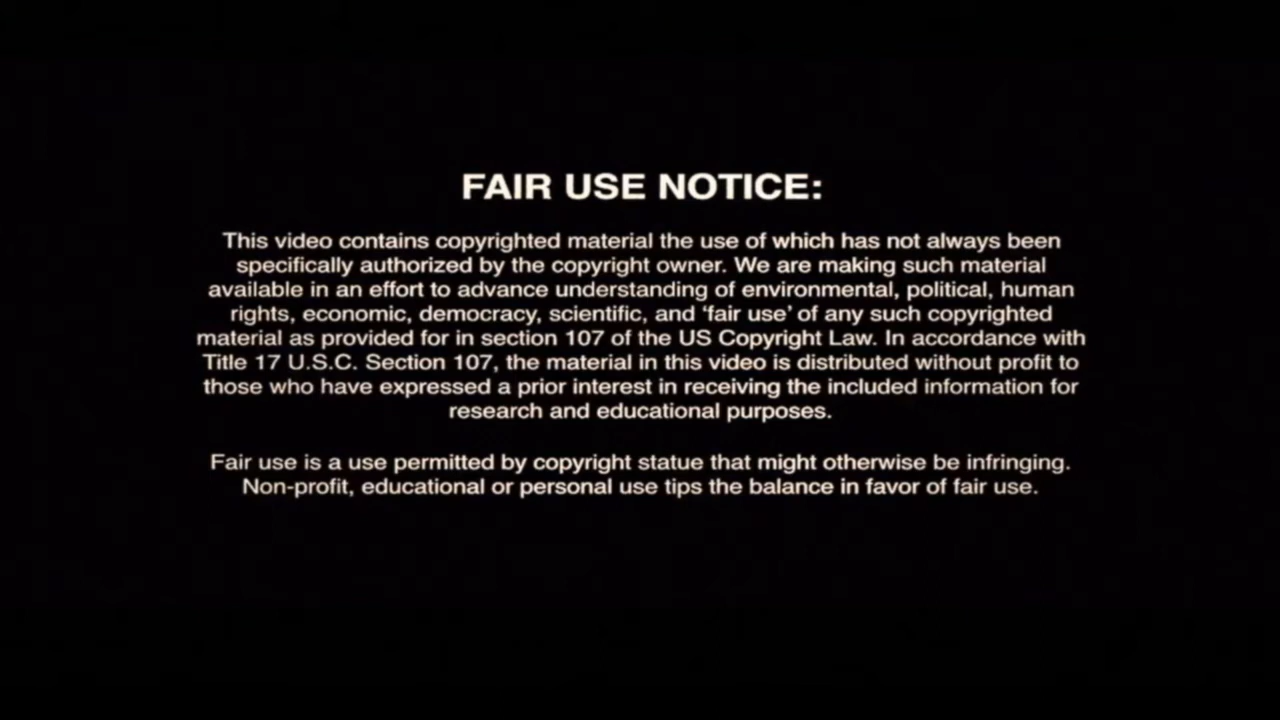 FAIR USE NOTICE:
This video contains copyrighted material the use of which has not always been
specifically authorized by the copyright owner. We are making such material
available in an effort to advance understanding of environmental, political, human
rights, economic, democracy, scientific, and ‘fair use’ of any such copyrighted
material as provided for in section 107 of the US Copyright Law. In accordance with
Title 17 U.S.C. Section 107, the material in this video is distributed without profit to
those who have expressed a prior interest in receiving the included information for
research and educational purposes.
Fair use is a use permitted by copyright statue that might otherwise be infringing.
Non-profit, educational or personal use tips the balance in favor of fair use.